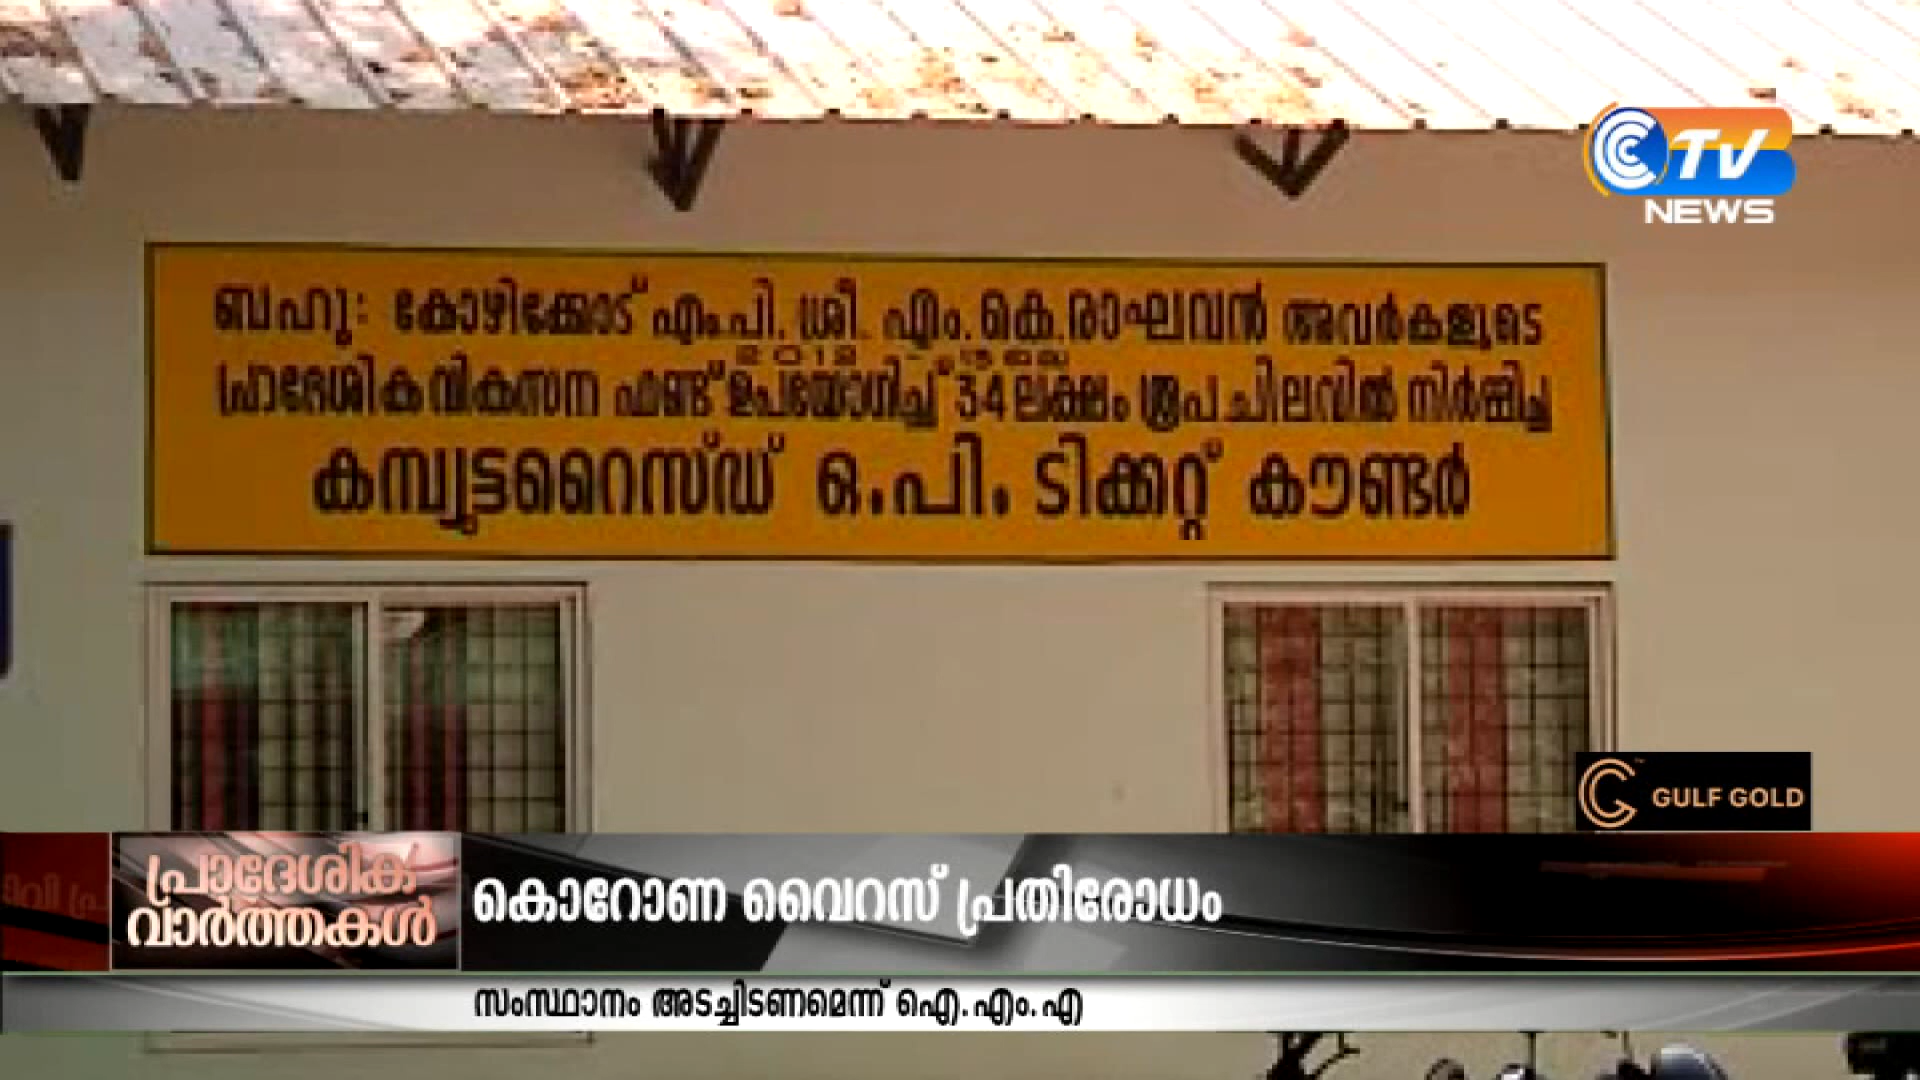 CTV
NEWS
ബഹു: കോഴിക്കോട് എം.പി. ശ്രീ. എം.കെ.രാഘവൻ അവർകളുടെ
2012 -
പ്രാദേശിക വികസന ഫണ്ട് ഉപയോഗിച്ച് 34 ലക്ഷം രൂപ ചിലവിൽ നിർമ്മിച്ച
കമ്പ്യൂട്ടറൈസ്ഡ് ഒ.പി. ടിക്കറ്റ് കൗണ്ടർ
GULF GOLD
പ്രാദേശിക
വാർത്തകൾ
കൊറോണ വൈറസ് പ്രതിരോധം
സംസ്ഥാനം അടച്ചിടണമെന്ന് ഐ.എം.എ